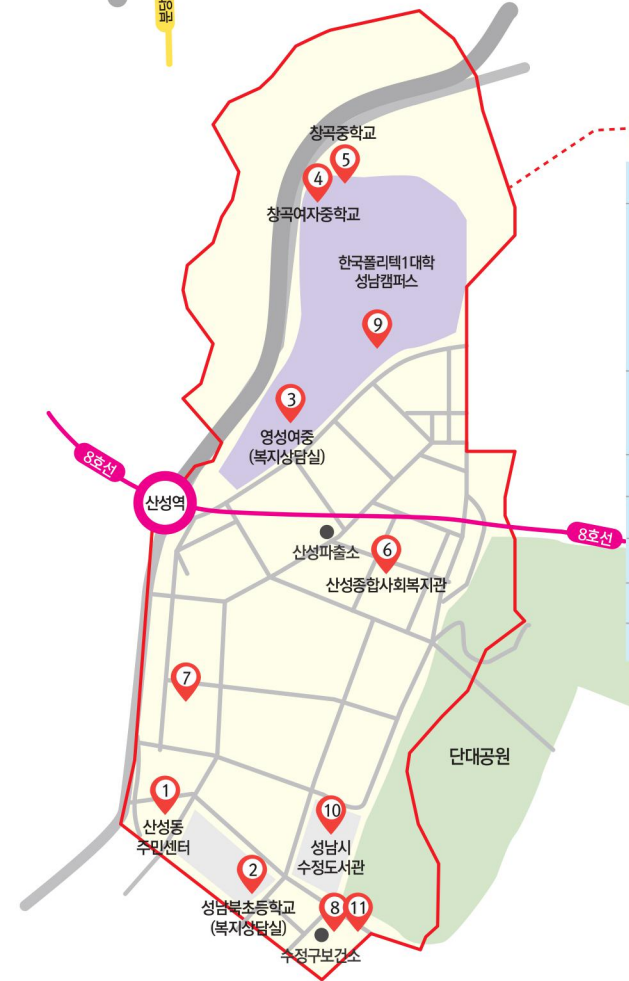 분당
창곡중학교
5
4
창곡여자중학교
한국폴리텍1대학
성남캠퍼스
9
3
영성여중
(복지상담실)
8호선
산성역
산성파출소
8호선
6
산성종합사회복지관
7
단대공원
1
산성동
주민센터
10
성남시
수정도서관
2
성남북초등학교
(복지상담실)
8
11
수정구보건소